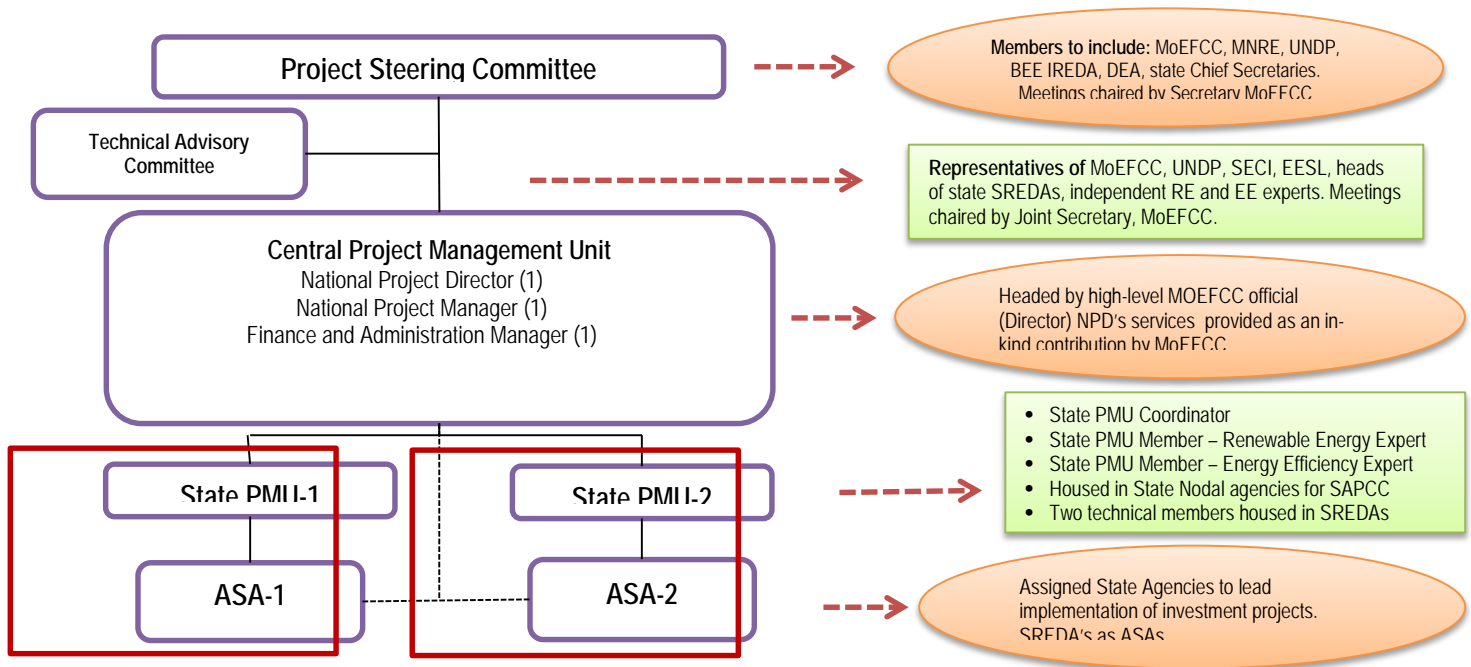 Project Steering Committee
Members to include: MoEFCC, MNRE, UNDP,
BEE IREDA, DEA, state Chief Secretaries.
Meetings chaired by Secretary MoEFCC
Technical Advisory
Committee
Representatives of MoEFCC, UNDP, SECI, EESL, heads
of state SREDAs, independent RE and EE experts. Meetings
chaired by Joint Secretary, MoEFCC.
Central Project Management Unit
National Project Director (1)
National Project Manager (1)
Finance and Administration Manager (1)
Headed by high-level MOEFCC official
(Director) NPD's services provided as an in-
kind contribution by MoEFCC
State PMU-1
State PMU-2
• State PMU Coordinator
• State PMU Member – Renewable Energy Expert
• State PMU Member – Energy Efficiency Expert
• Housed in State Nodal agencies for SAPCC
• Two technical members housed in SREDAs
ASA-1
ASA-2
Assigned State Agencies to lead
implementation of investment projects.
SREDA's as ASAs